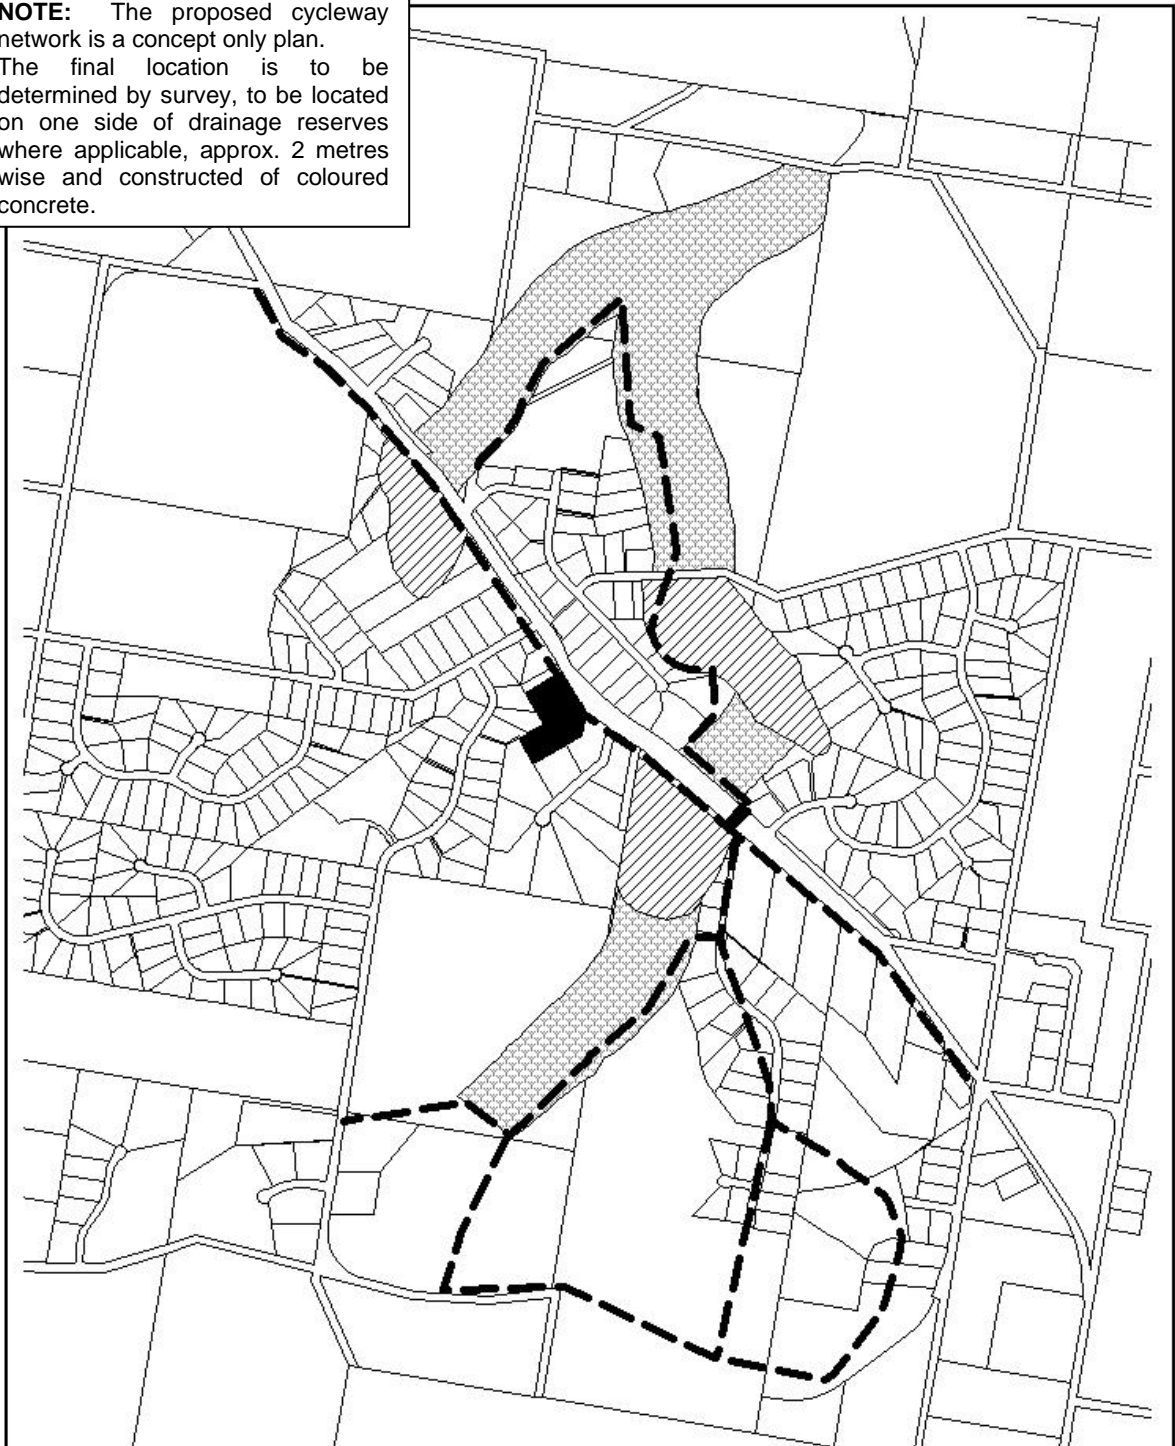 NOTE: The proposed cycleway
network is a concept only plan.
The final location is to be
determined by survey, to be located
on one side of drainage reserves
where applicable, approx. 2 metres
wise and constructed of coloured
concrete.